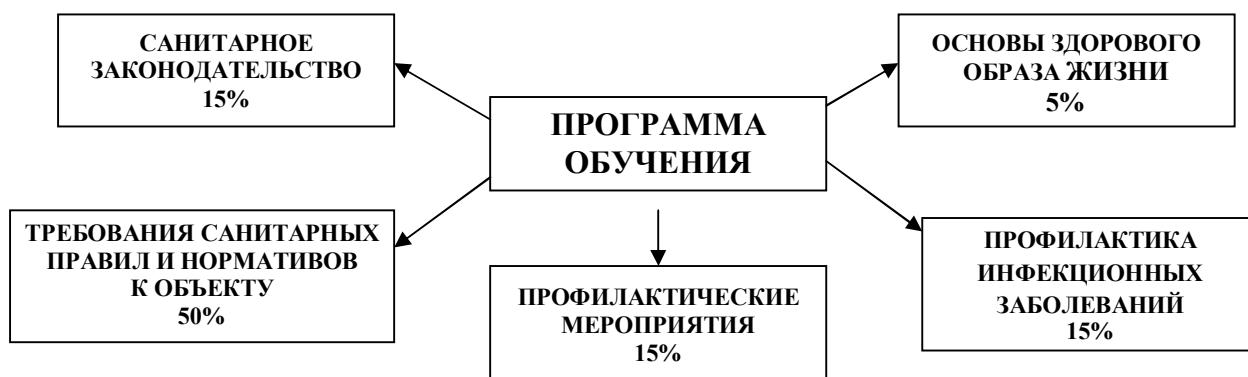 САНИТАРНОЕ
ЗАКОНОДАТЕЛЬСТВО
15%
ОСНОВЫ ЗДОРОВОГО
ОБРАЗА ЖИЗНИ
5%
ПРОГРАММА
ОБУЧЕНИЯ
ТРЕБОВАНИЯ САНИТАРНЫХ
ПРАВИЛ И НОРМАТИВОВ
К ОБЪЕКТУ
50%
ПРОФИЛАКТИЧЕСКИЕ
МЕРОПРИЯТИЯ
15%
ПРОФИЛАКТИКА
ИНФЕКЦИОННЫХ
ЗАБОЛЕВАНИЙ
15%